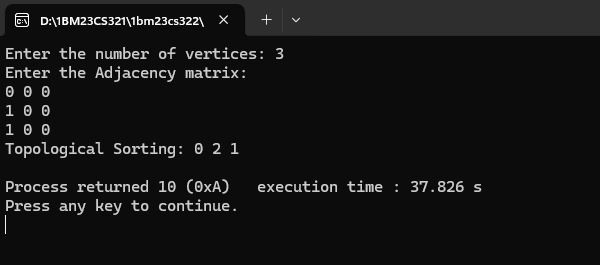 D:\1BM23CS321\1bm23cs322\
Enter the number of vertices: 3
Enter the Adjacency matrix:
0 0 0
1 0 0
1 0 0
Topological Sorting: 0 2 1
Process returned 10 (0xA)   execution time : 37.826 s
Press any key to continue.